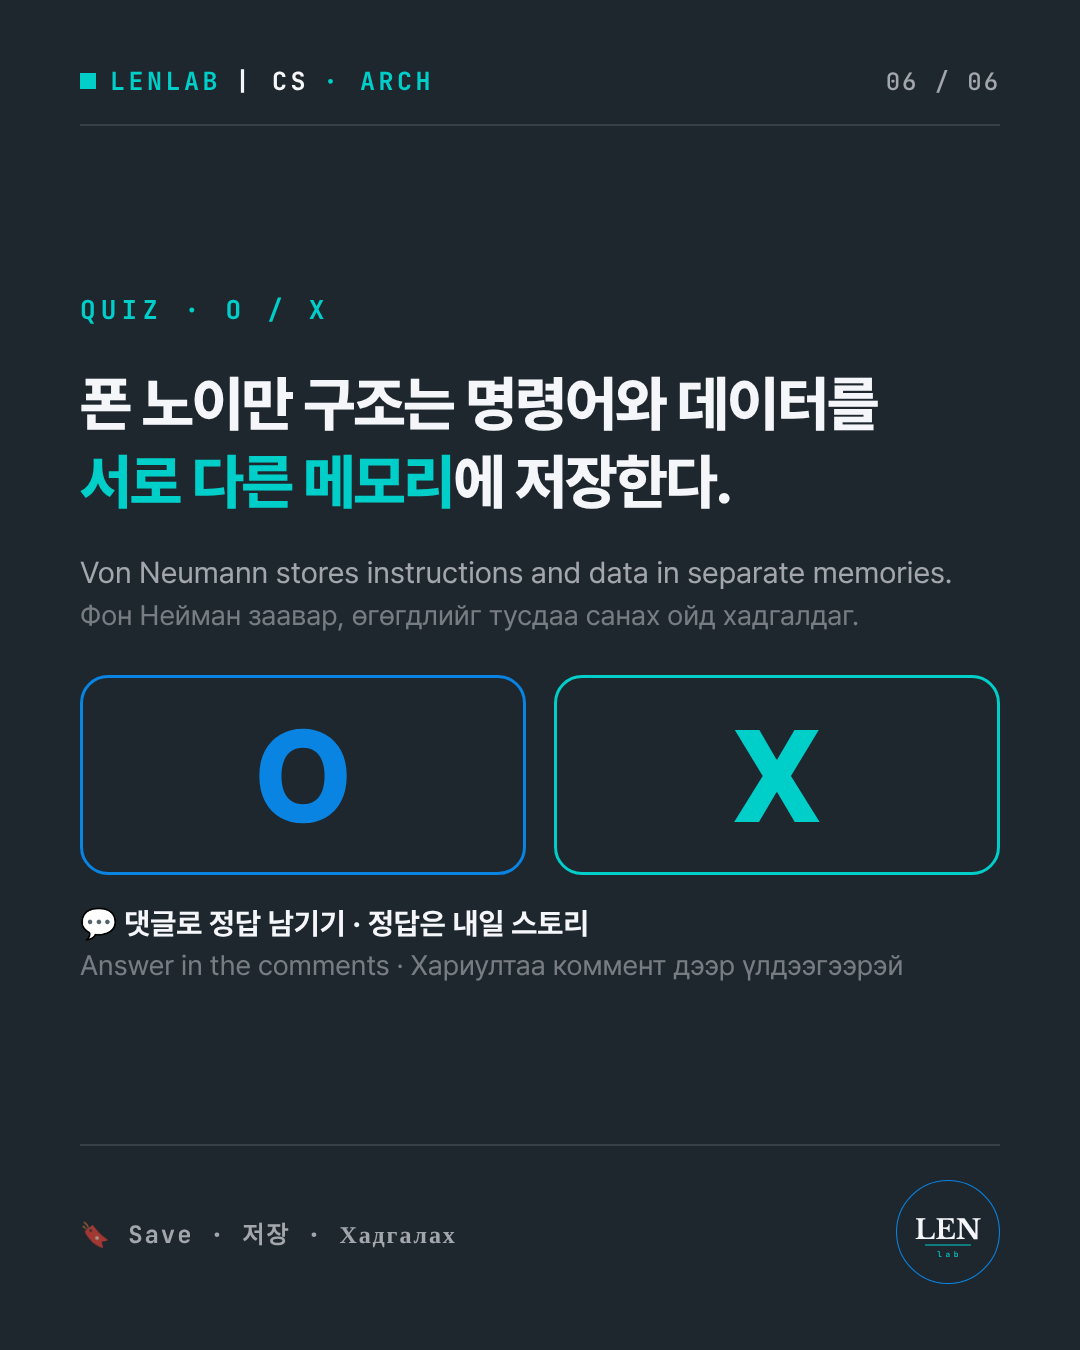 LENLAB | CS · ARCH
06 / 06
QUIZ · O / X
폰 노이만 구조는 명령어와 데이터를
서로 다른 메모리에 저장한다.
Von Neumann stores instructions and data in separate memories.
Фон Нейман заавар, өгөгдлийг тусдаа санах ойд хадгалдаг.
O
X
💬 댓글로 정답 남기기 · 정답은 내일 스토리
Answer in the comments · Хариултаа коммент дээр үлдээгээрэй
🔖 Save · 저장 · Хадгалах
LEN
lab